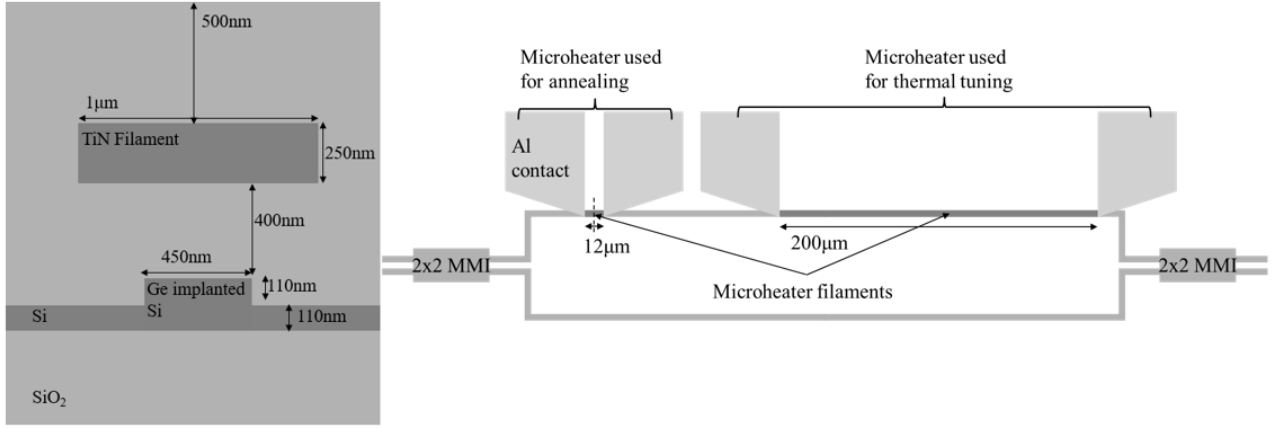 500nm
1μm
TiN Filament
250nm
400nm
450nm
Ge implanted
Si
110nm
Si
110nm
SiO2
Microheater used
for annealing
Microheater used
for thermal tuning
Al
contact
12μm
200μm
2x2 MMI
2x2 MMI
Microheater filaments